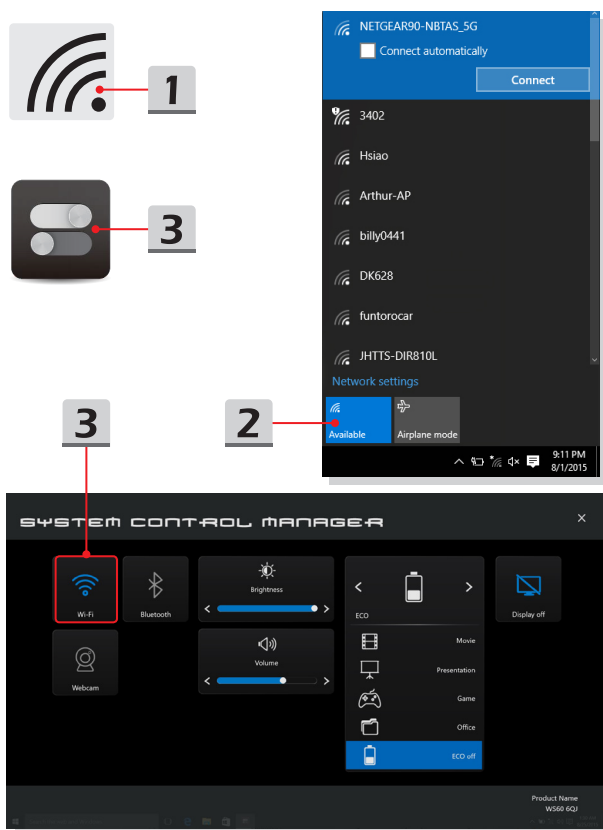 1
3
NETGEAR90-NBTAS_5G
Connect automatically
Connect
3402
Hsiao
Arthur-AP
billy0441
DK628
funtorocar
JHTTS-DIR810L
Network settings
Available
Airplane mode
9:11 PM
8/1/2015
2
3
SYSTEM CONTROL MANAGER
Wi-Fi
Bluetooth
Brightness
ECO
Display off
Webcam
Volume
Movie
Presentation
Game
Office
ECO off
Product Name
WS60 6QJ